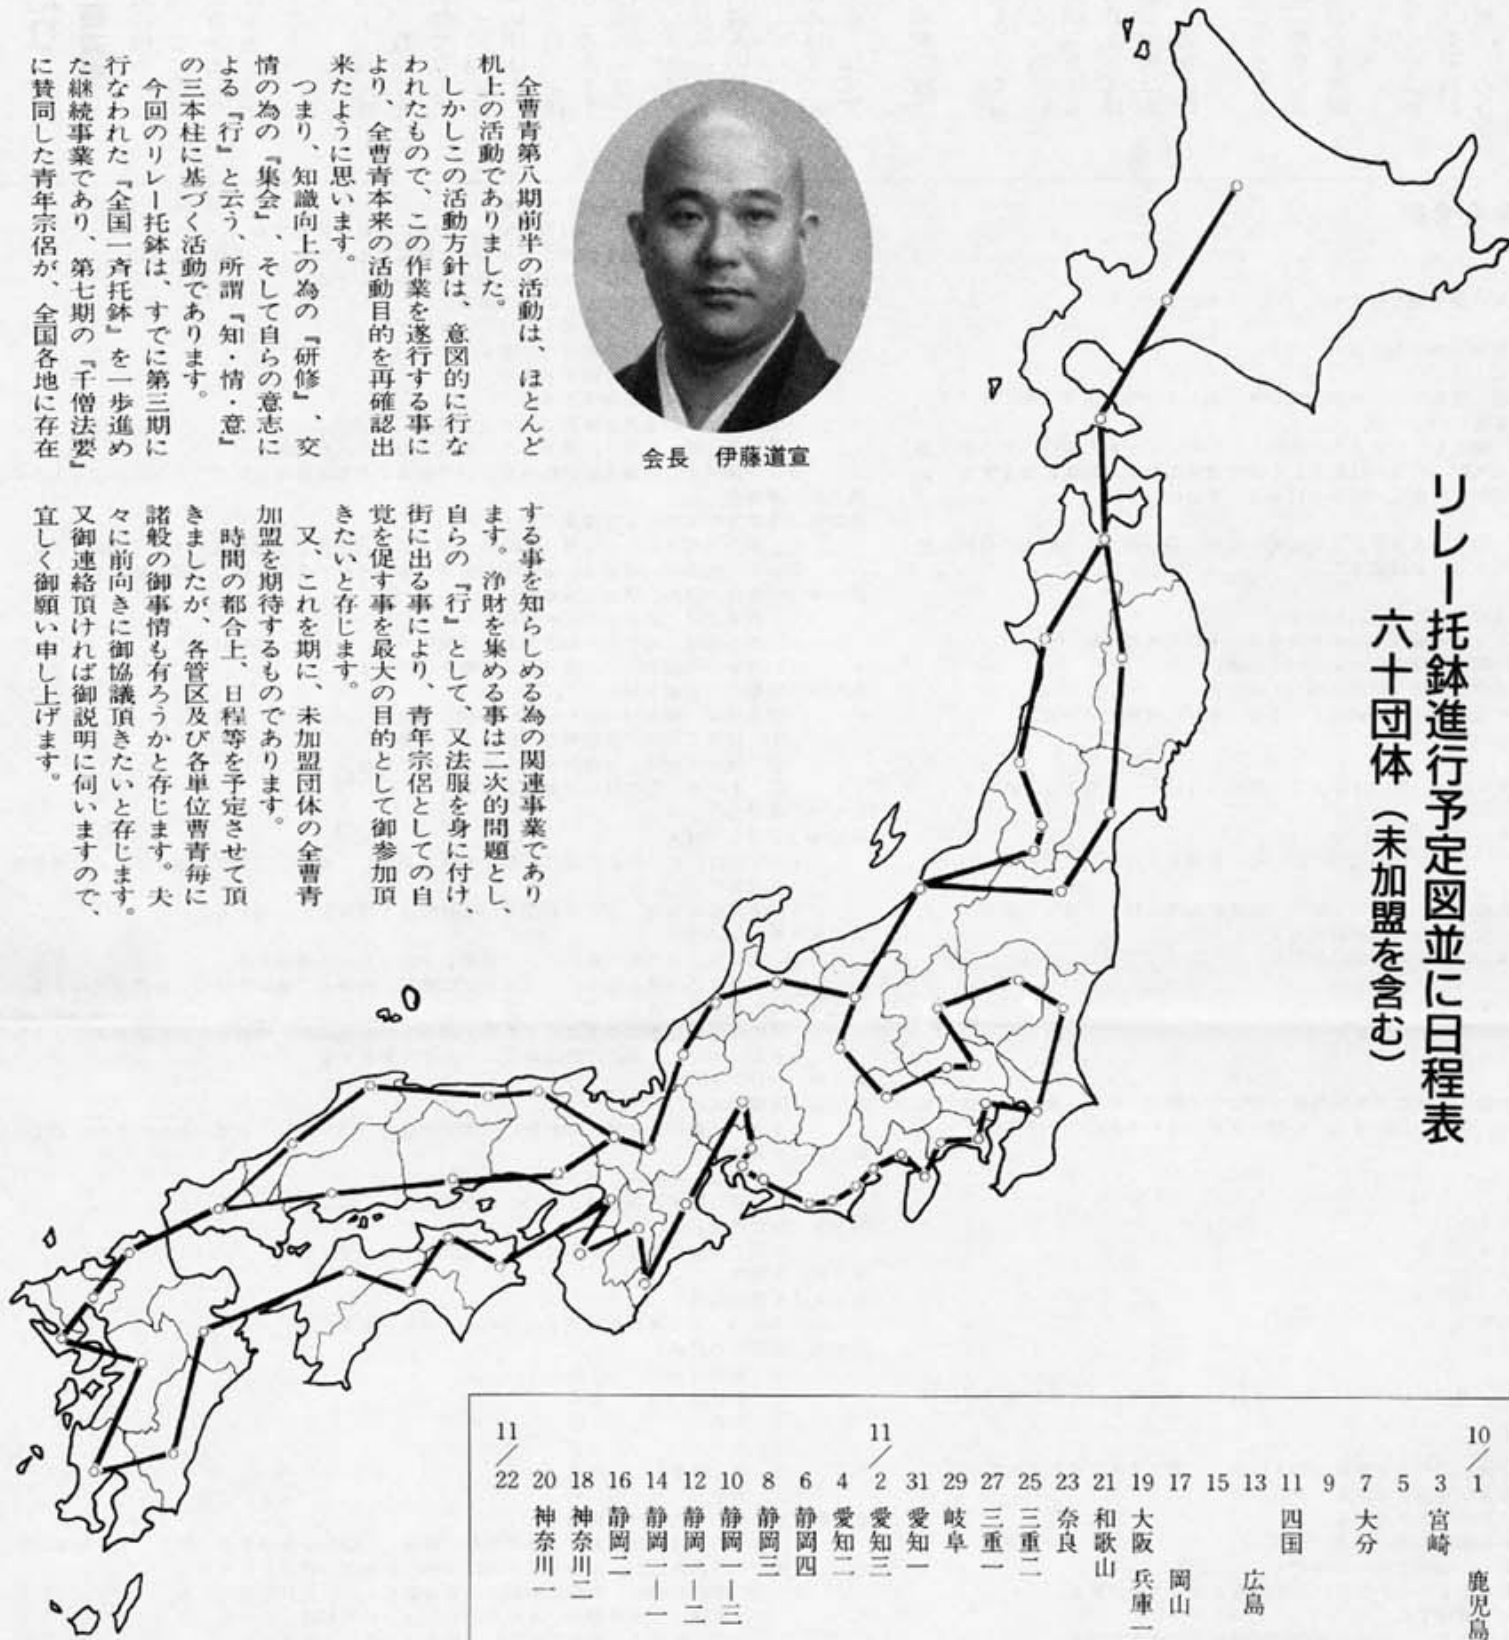 リレー托鉢進行予定図並に日程表
六十団体（未加盟を含む）
会長　伊藤道宣
全曹青第八期前半の活動は、ほとんど
机上の活動でありました。
しかしこの活動方針は、意図的に行な
われたもので、この作業を遂行する事に
より、全曹青本来の活動目的を再確認出
来たように思います。
つまり、知識向上の為の『研修』、交
情の為の『集会』、そして自らの意志に
よる『行』と云う、所謂『知・情・意』
の三本柱に基づく活動であります。
今回のリレー托鉢は、すでに第三期に
行なわれた『全国一斉托鉢』を一歩進め
た継続事業であり、第七期の『千僧法要』
に賛同した青年宗侶が、全国各地に存在
する事を知らしめる為の関連事業であり
ます。浄財を集める事は二次的問題とし、
自らの『行』として、又法服を身に付け、
街に出る事により、青年宗侶としての自
覚を促す事を最大の目的として御参加頂
きたいと存じます。
又、これを期に、未加盟団体の全曹青
加盟を期待するものであります。
時間の都合上、日程等を予定させて頂
きましたが、各管区及び各単位曹青毎に
諸般の御事情も有ろうかと存じます。夫
々に前向きに御協議頂きたいと存じます。
又御連絡頂ければ御説明に伺いますので、
宜しく御願い申し上げます。
10/1　鹿児島
3　宮崎
5
7　大分
9
11　四国
13　広島
15
17　岡山
19　大阪　兵庫一
21　和歌山
23　奈良
25　三重二
27　三重一
29　岐阜
31　愛知一
11/2　愛知三
4　愛知二
6　静岡四
8　静岡三
10　静岡一―三
12　静岡一―二
14　静岡一―一
16　静岡二
18　神奈川二
20　神奈川一
11/22